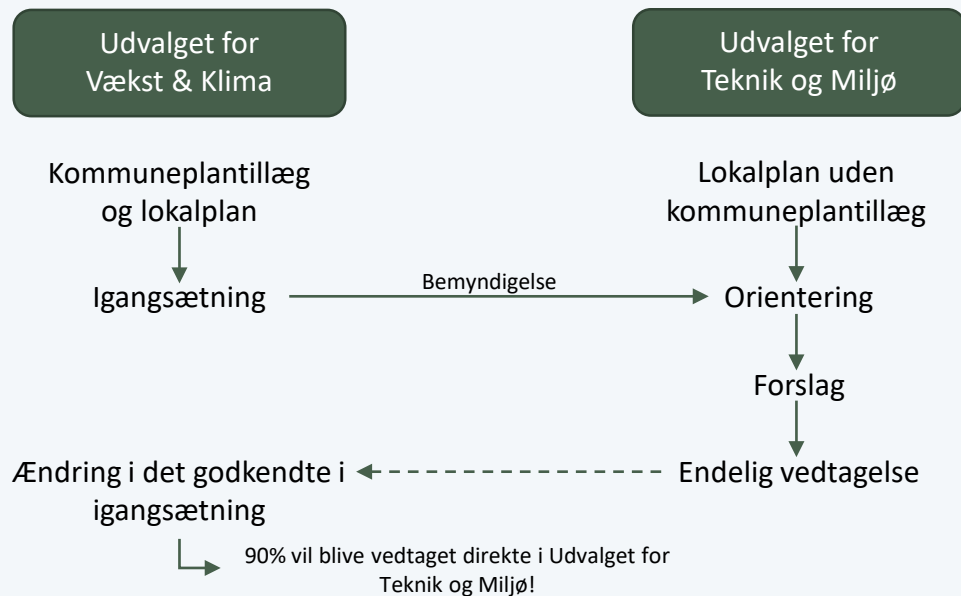 Udvalget for
Vækst & Klima
Udvalget for
Teknik og Miljø
Kommuneplantillæg
og lokalplan
Lokalplan uden
kommuneplantillæg
Igangsætning
Bemyndigelse
Orientering
Forslag
Ændring i det godkendte i
igangsætning
Endelig vedtagelse
90% vil blive vedtaget direkte i Udvalget for
Teknik og Miljø!